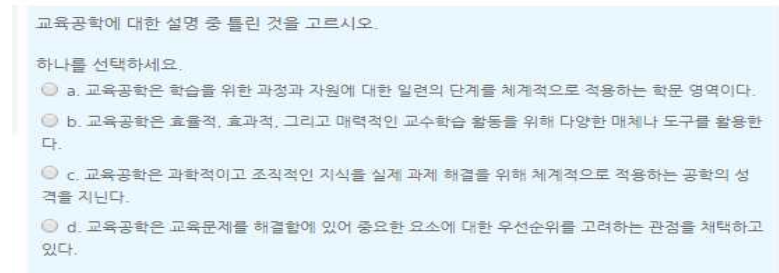 교육공학에 대한 설명 중 틀린 것을 고르시오.
하나를 선택하세요.
a. 교육공학은 학습을 위한 과정과 자원에 대한 일련의 단계를 체계적으로 적용하는 학문 영역이다.
b. 교육공학은 효율적, 효과적, 그리고 매력적인 교수학습 활동을 위해 다양한 매체나 도구를 활용한
다.
c. 교육공학은 과학적이고 조직적인 지식을 실제 과제 해결을 위해 체계적으로 적용하는 공학의 성
격을 지닌다.
d. 교육공학은 교육문제를 해결함에 있어 중요한 요소에 대한 우선순위를 고려하는 관점을 채택하고
있다.